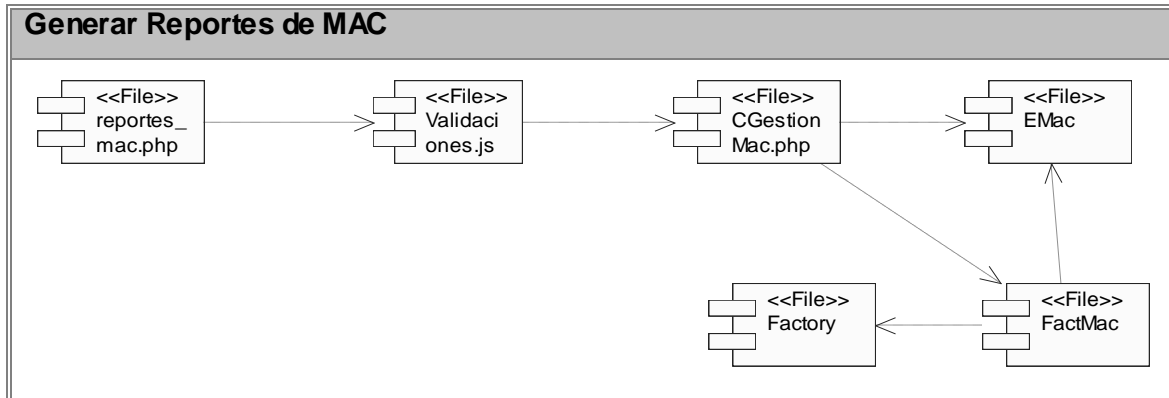 Generar Reportes de MAC
<<File>>
reportes_
mac.php
<<File>>
Validaci
ones.js
<<File>>
CGestion
Mac.php
<<File>>
EMac
<<File>>
Factory
<<File>>
FactMac